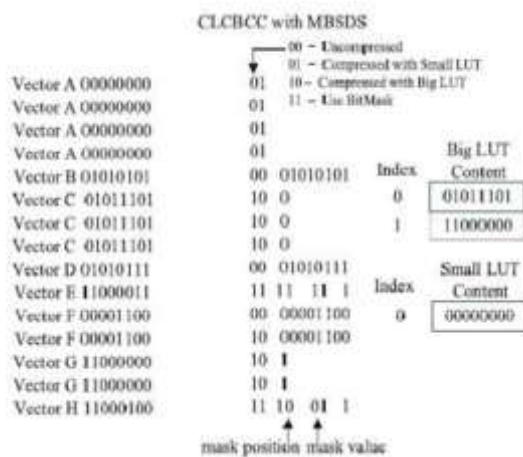 CLCBCC with MBSDS
00 – Uncompressed
01 – Compressed with Small LUT
10 – Compressed with Big LUT
11 – Use BitMask
Vector A 00000000 01
Vector A 00000000 01
Vector A 00000000 01
Vector A 00000000 01
Vector B 01010101 00 01010101
Vector C 01011101 10 0
Vector C 01011101 10 0
Vector C 01011101 10 0
Vector D 01010111 00 01010111
Vector E 11000011 11 11 11 1
Vector F 00001100 00 00001100
Vector F 00001100 10 00001100
Vector G 11000000 10 1
Vector G 11000000 10 1
Vector H 11000100 11 10 01 1
mask position mask value
Big LUT
Index Content
0 01011101
1 11000000
Small LUT
Index Content
0 00000000